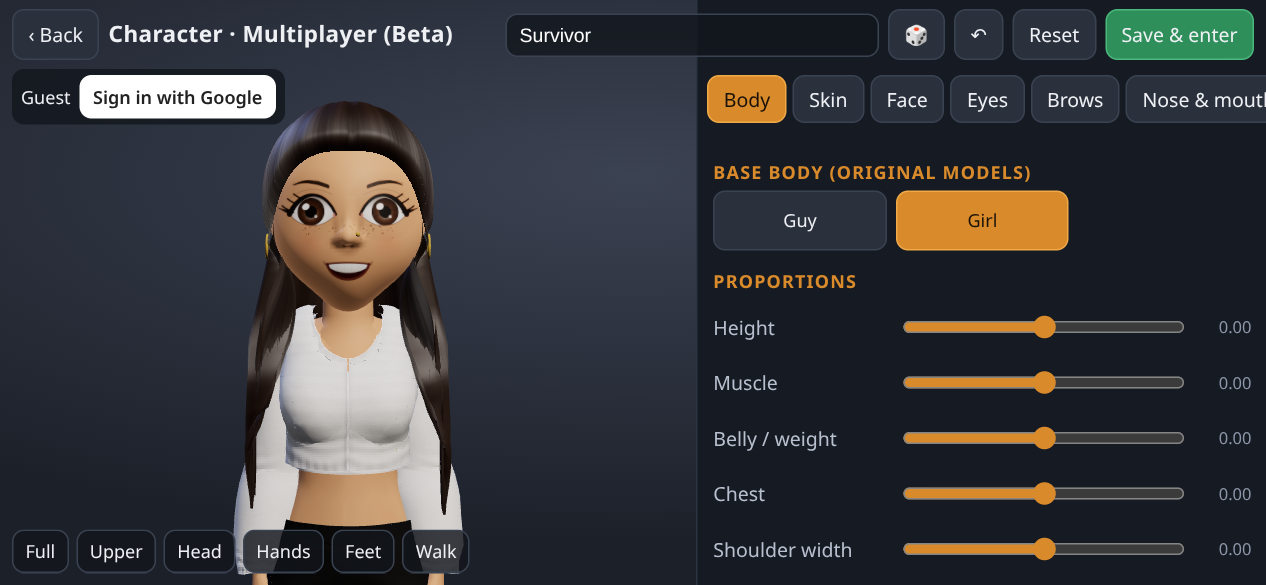 ‹ Back Character · Multiplayer (Beta) Survivor Reset Save & enter
Guest Sign in with Google
Body Skin Face Eyes Brows Nose & mout
BASE BODY (ORIGINAL MODELS)
Guy Girl
PROPORTIONS
Height 0.00
Muscle 0.00
Belly / weight 0.00
Chest 0.00
Shoulder width 0.00
Full Upper Head Hands Feet Walk